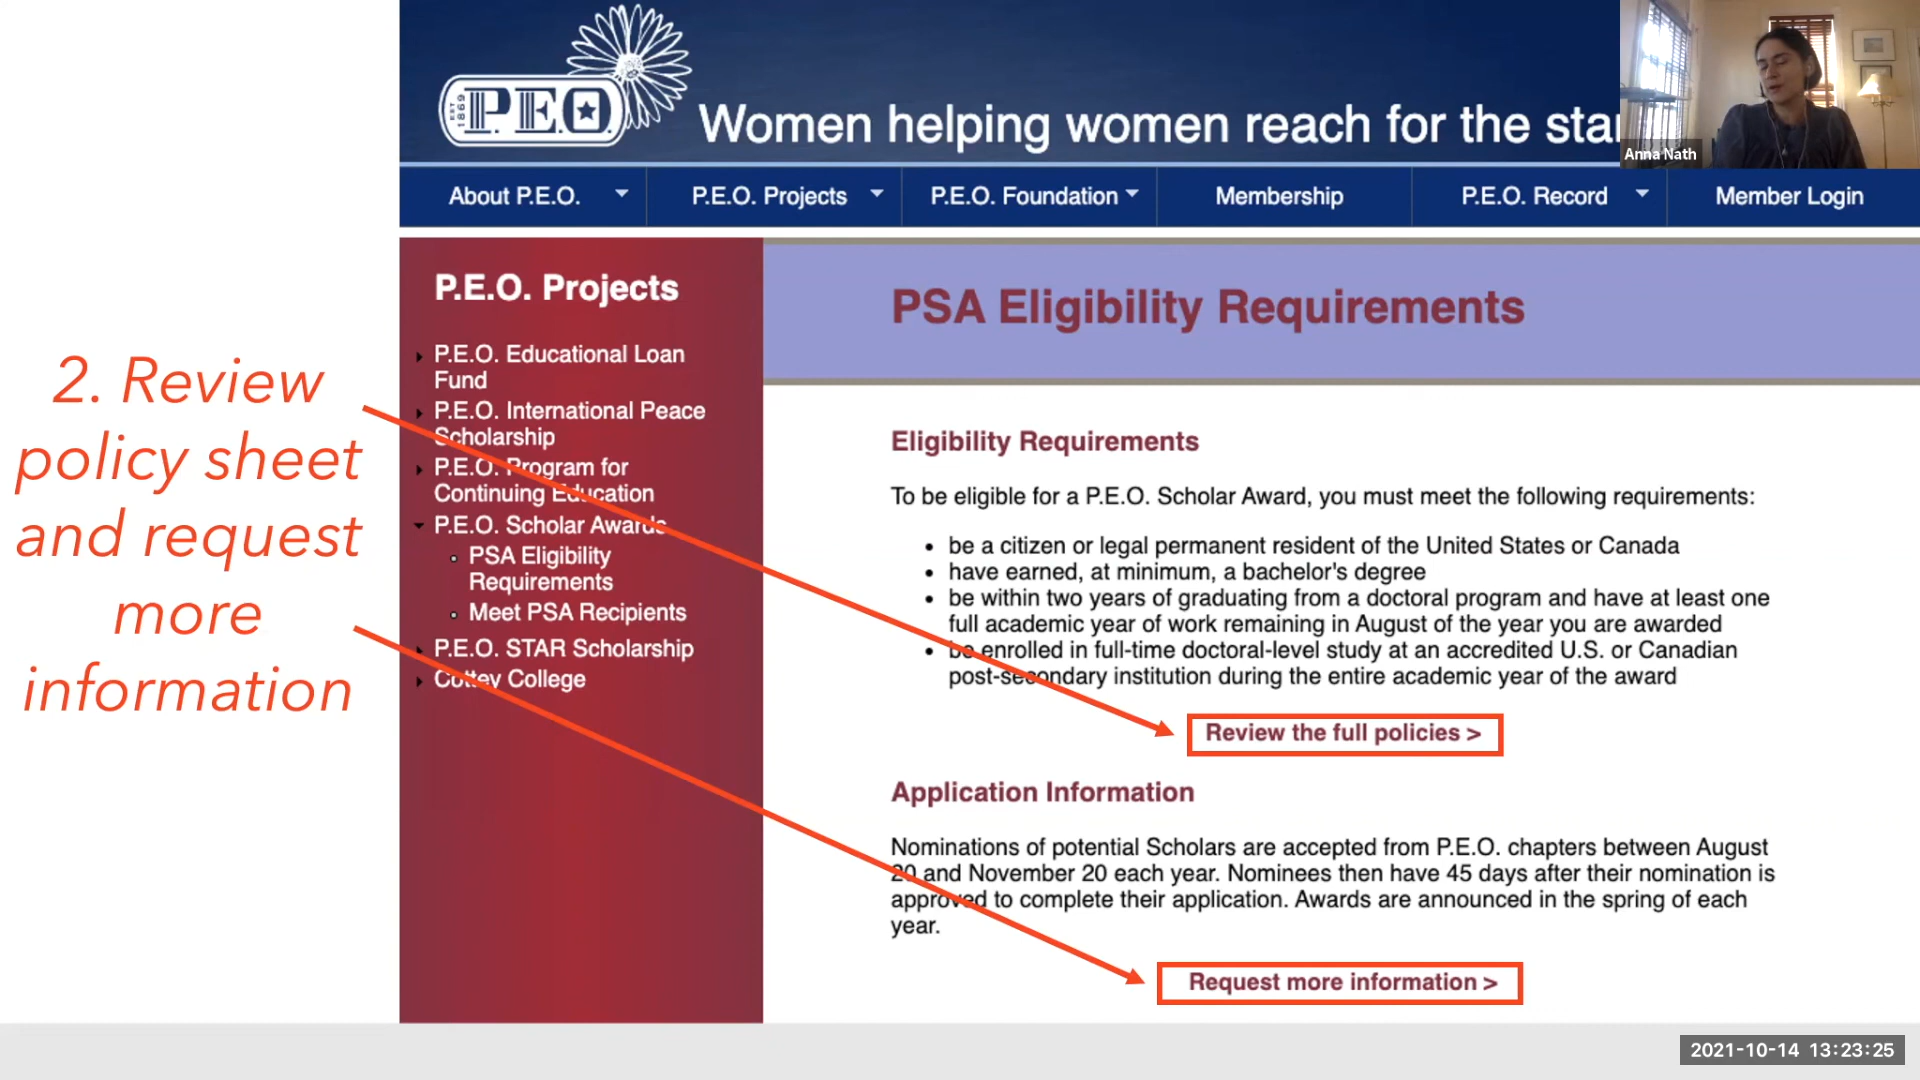 EST. 1869
P.E.O.
Women helping women reach for the
Anna Nath
About P.E.O.
P.E.O. Projects
P.E.O. Foundation
Membership
P.E.O. Record
Member Login
P.E.O. Projects
P.E.O. Educational Loan
Fund
P.E.O. International Peace
Scholarship
P.E.O. Program for
Continuing Education
P.E.O. Scholar Awards
PSA Eligibility
Requirements
Meet PSA Recipients
P.E.O. STAR Scholarship
Cottey College
2. Review
policy sheet
and request
more
information
PSA Eligibility Requirements
Eligibility Requirements
To be eligible for a P.E.O. Scholar Award, you must meet the following requirements:
• be a citizen or legal permanent resident of the United States or Canada
• have earned, at minimum, a bachelor's degree
• be within two years of graduating from a doctoral program and have at least one
full academic year of work remaining in August of the year you are awarded
• be enrolled in full-time doctoral-level study at an accredited U.S. or Canadian
post-secondary institution during the entire academic year of the award
Review the full policies >
Application Information
Nominations of potential Scholars are accepted from P.E.O. chapters between August
20 and November 20 each year. Nominees then have 45 days after their nomination is
approved to complete their application. Awards are announced in the spring of each
year.
Request more information >
2021-10-14 13:23:25